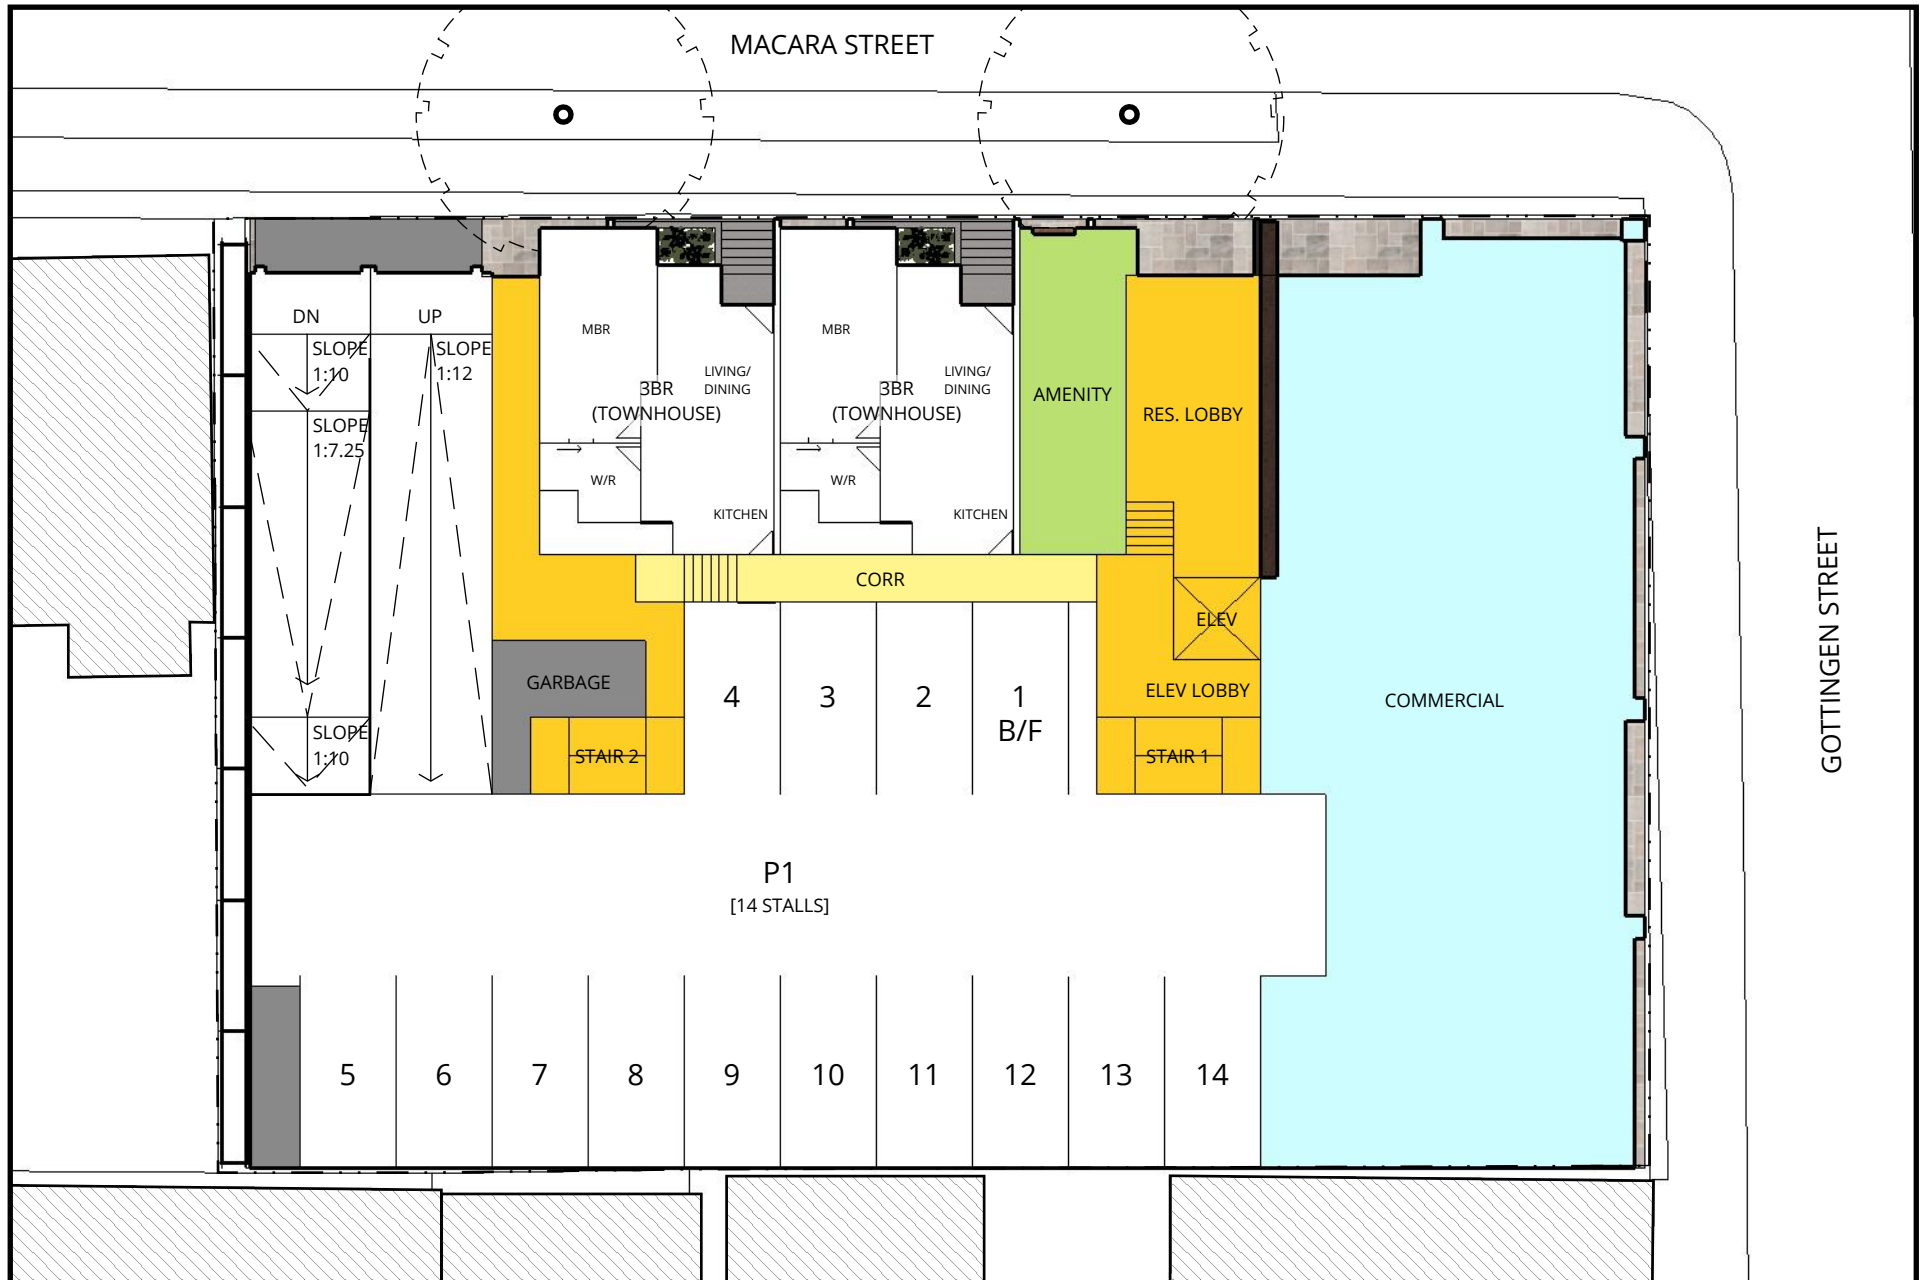 MACARA STREET
DN
UP
SLOPE
1:10
SLOPE
1:12
SLOPE
1:7.25
SLOPE
1:10
MBR
LIVING/
DINING
3BR
(TOWNHOUSE)
W/R
KITCHEN
MBR
LIVING/
DINING
3BR
(TOWNHOUSE)
W/R
KITCHEN
AMENITY
RES. LOBBY
CORR
ELEV
ELEV LOBBY
GARBAGE
STAIR 2
4
3
2
1
B/F
STAIR 1
COMMERCIAL
GOTTINGEN STREET
P1
[14 STALLS]
5
6
7
8
9
10
11
12
13
14